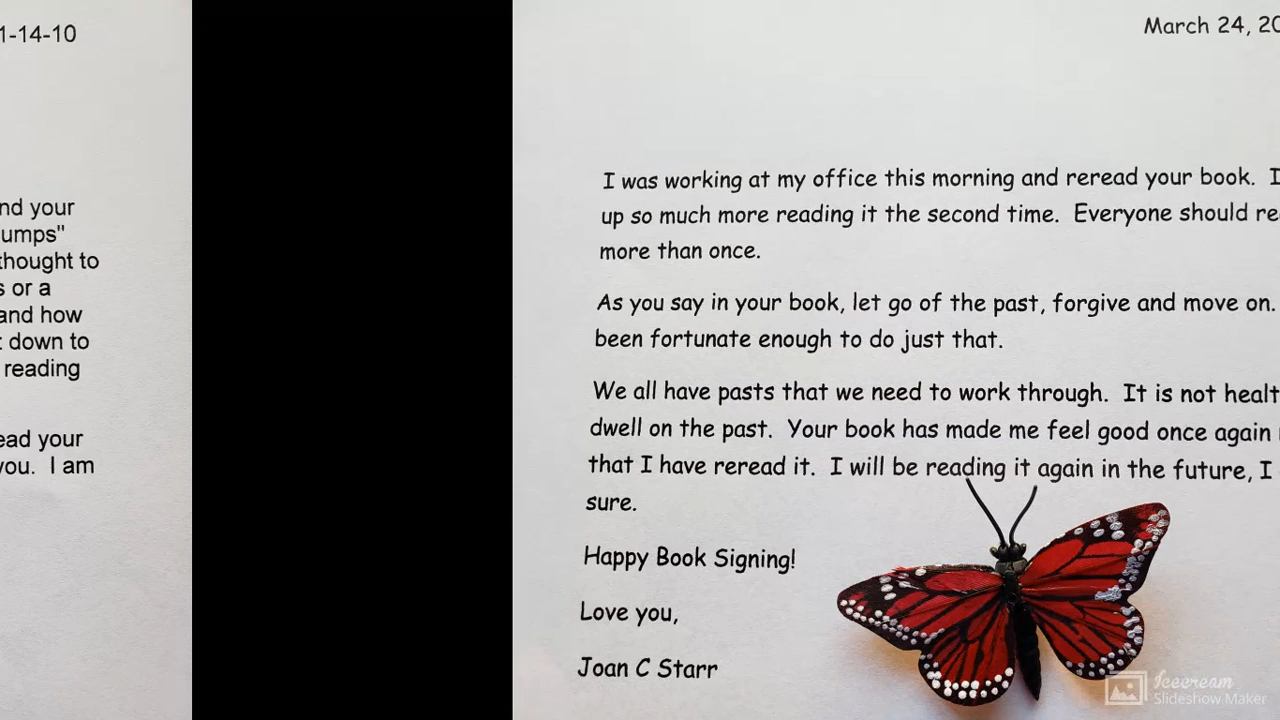 1-14-10
nd your
umps"
thought to
s or a
and how
t down to
reading
ead your
you.  I am
March 24, 20
I was working at my office this morning and reread your book.  I
up so much more reading it the second time.  Everyone should re
more than once.
As you say in your book, let go of the past, forgive and move on.
been fortunate enough to do just that.
We all have pasts that we need to work through.  It is not healt
dwell on the past.  Your book has made me feel good once again
that I have reread it.  I will be reading it again in the future, I
sure.
Happy Book Signing!
Love you,
Joan C Starr
Icecream
Slideshow Maker